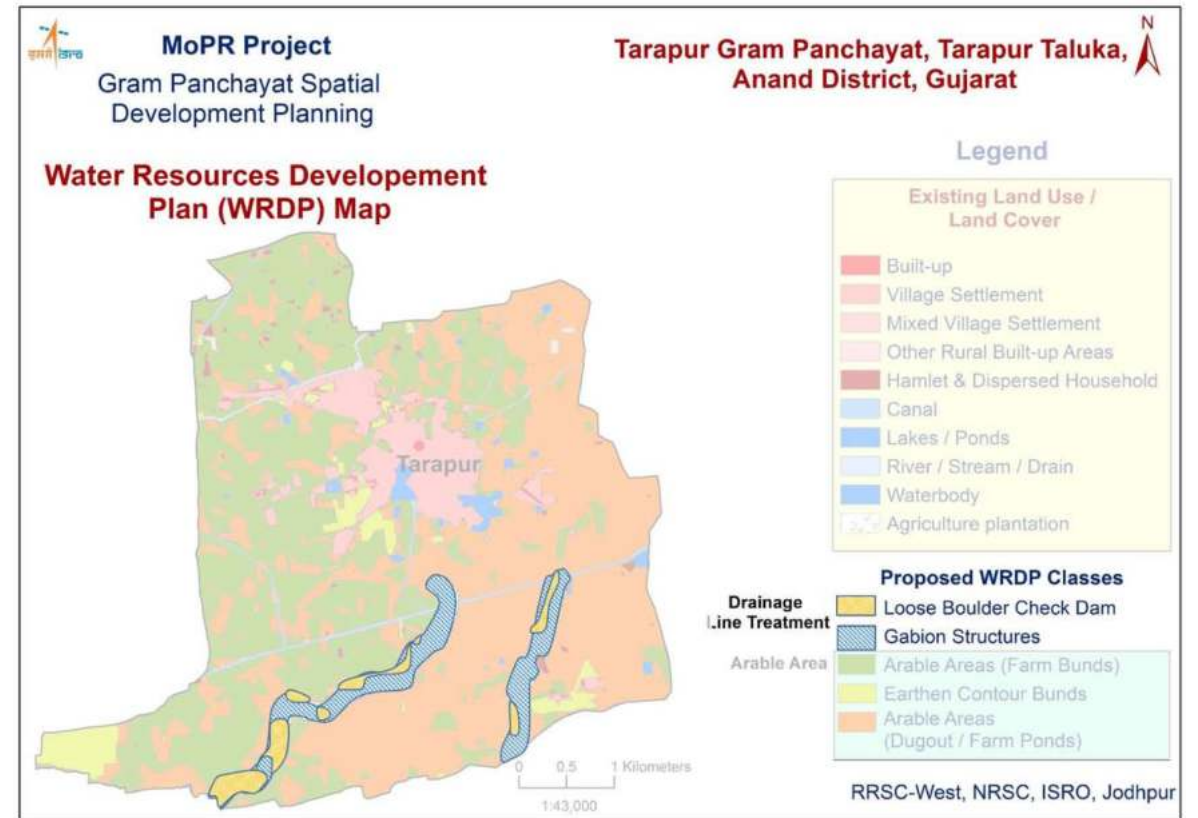 इसरो isro
MoPR Project
Gram Panchayat Spatial
Development Planning
Tarapur Gram Panchayat, Tarapur Taluka,
Anand District, Gujarat
N
Water Resources Developement
Plan (WRDP) Map
Legend
Existing Land Use /
Land Cover
Built-up
Village Settlement
Mixed Village Settlement
Other Rural Built-up Areas
Hamlet & Dispersed Household
Canal
Lakes / Ponds
River / Stream / Drain
Waterbody
Agriculture plantation
Tarapur
Proposed WRDP Classes
Drainage
Line Treatment
Loose Boulder Check Dam
Gabion Structures
Arable Area
Arable Areas (Farm Bunds)
Earthen Contour Bunds
Arable Areas
(Dugout / Farm Ponds)
0 0.5 1 Kilometers
1:43,000
RRSC-West, NRSC, ISRO, Jodhpur